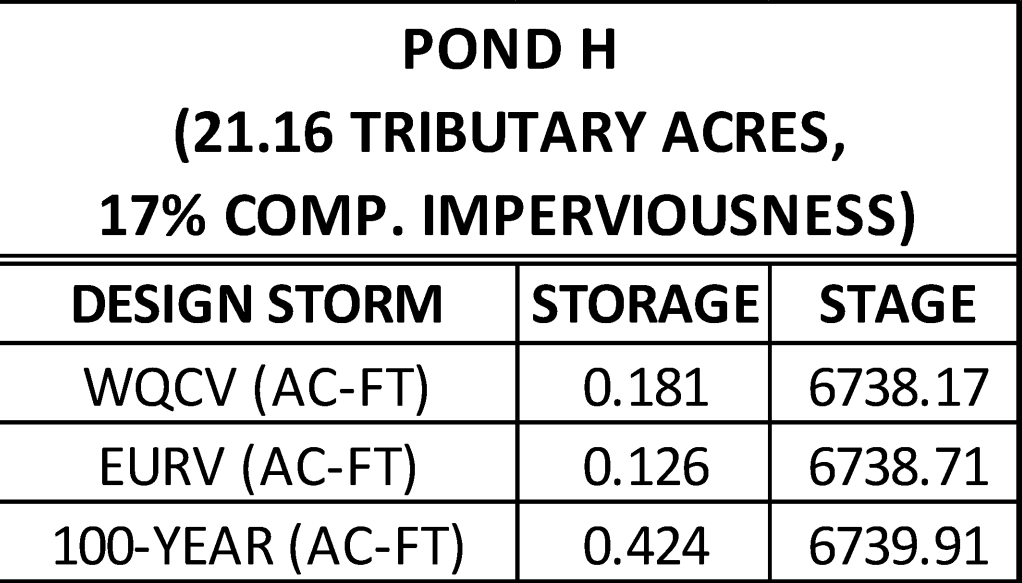 POND H
(21.16 TRIBUTARY ACRES,
17% COMP. IMPERVIOUSNESS)
DESIGN STORM STORAGE STAGE
WQCV (AC-FT) 0.181 6738.17
EURV (AC-FT) 0.126 6738.71
100-YEAR (AC-FT) 0.424 6739.91